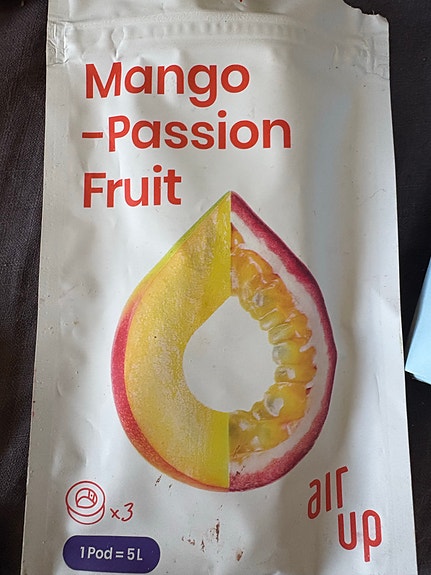 Mango
-Passion
Fruit
x3
1 Pod = 5L
air
up